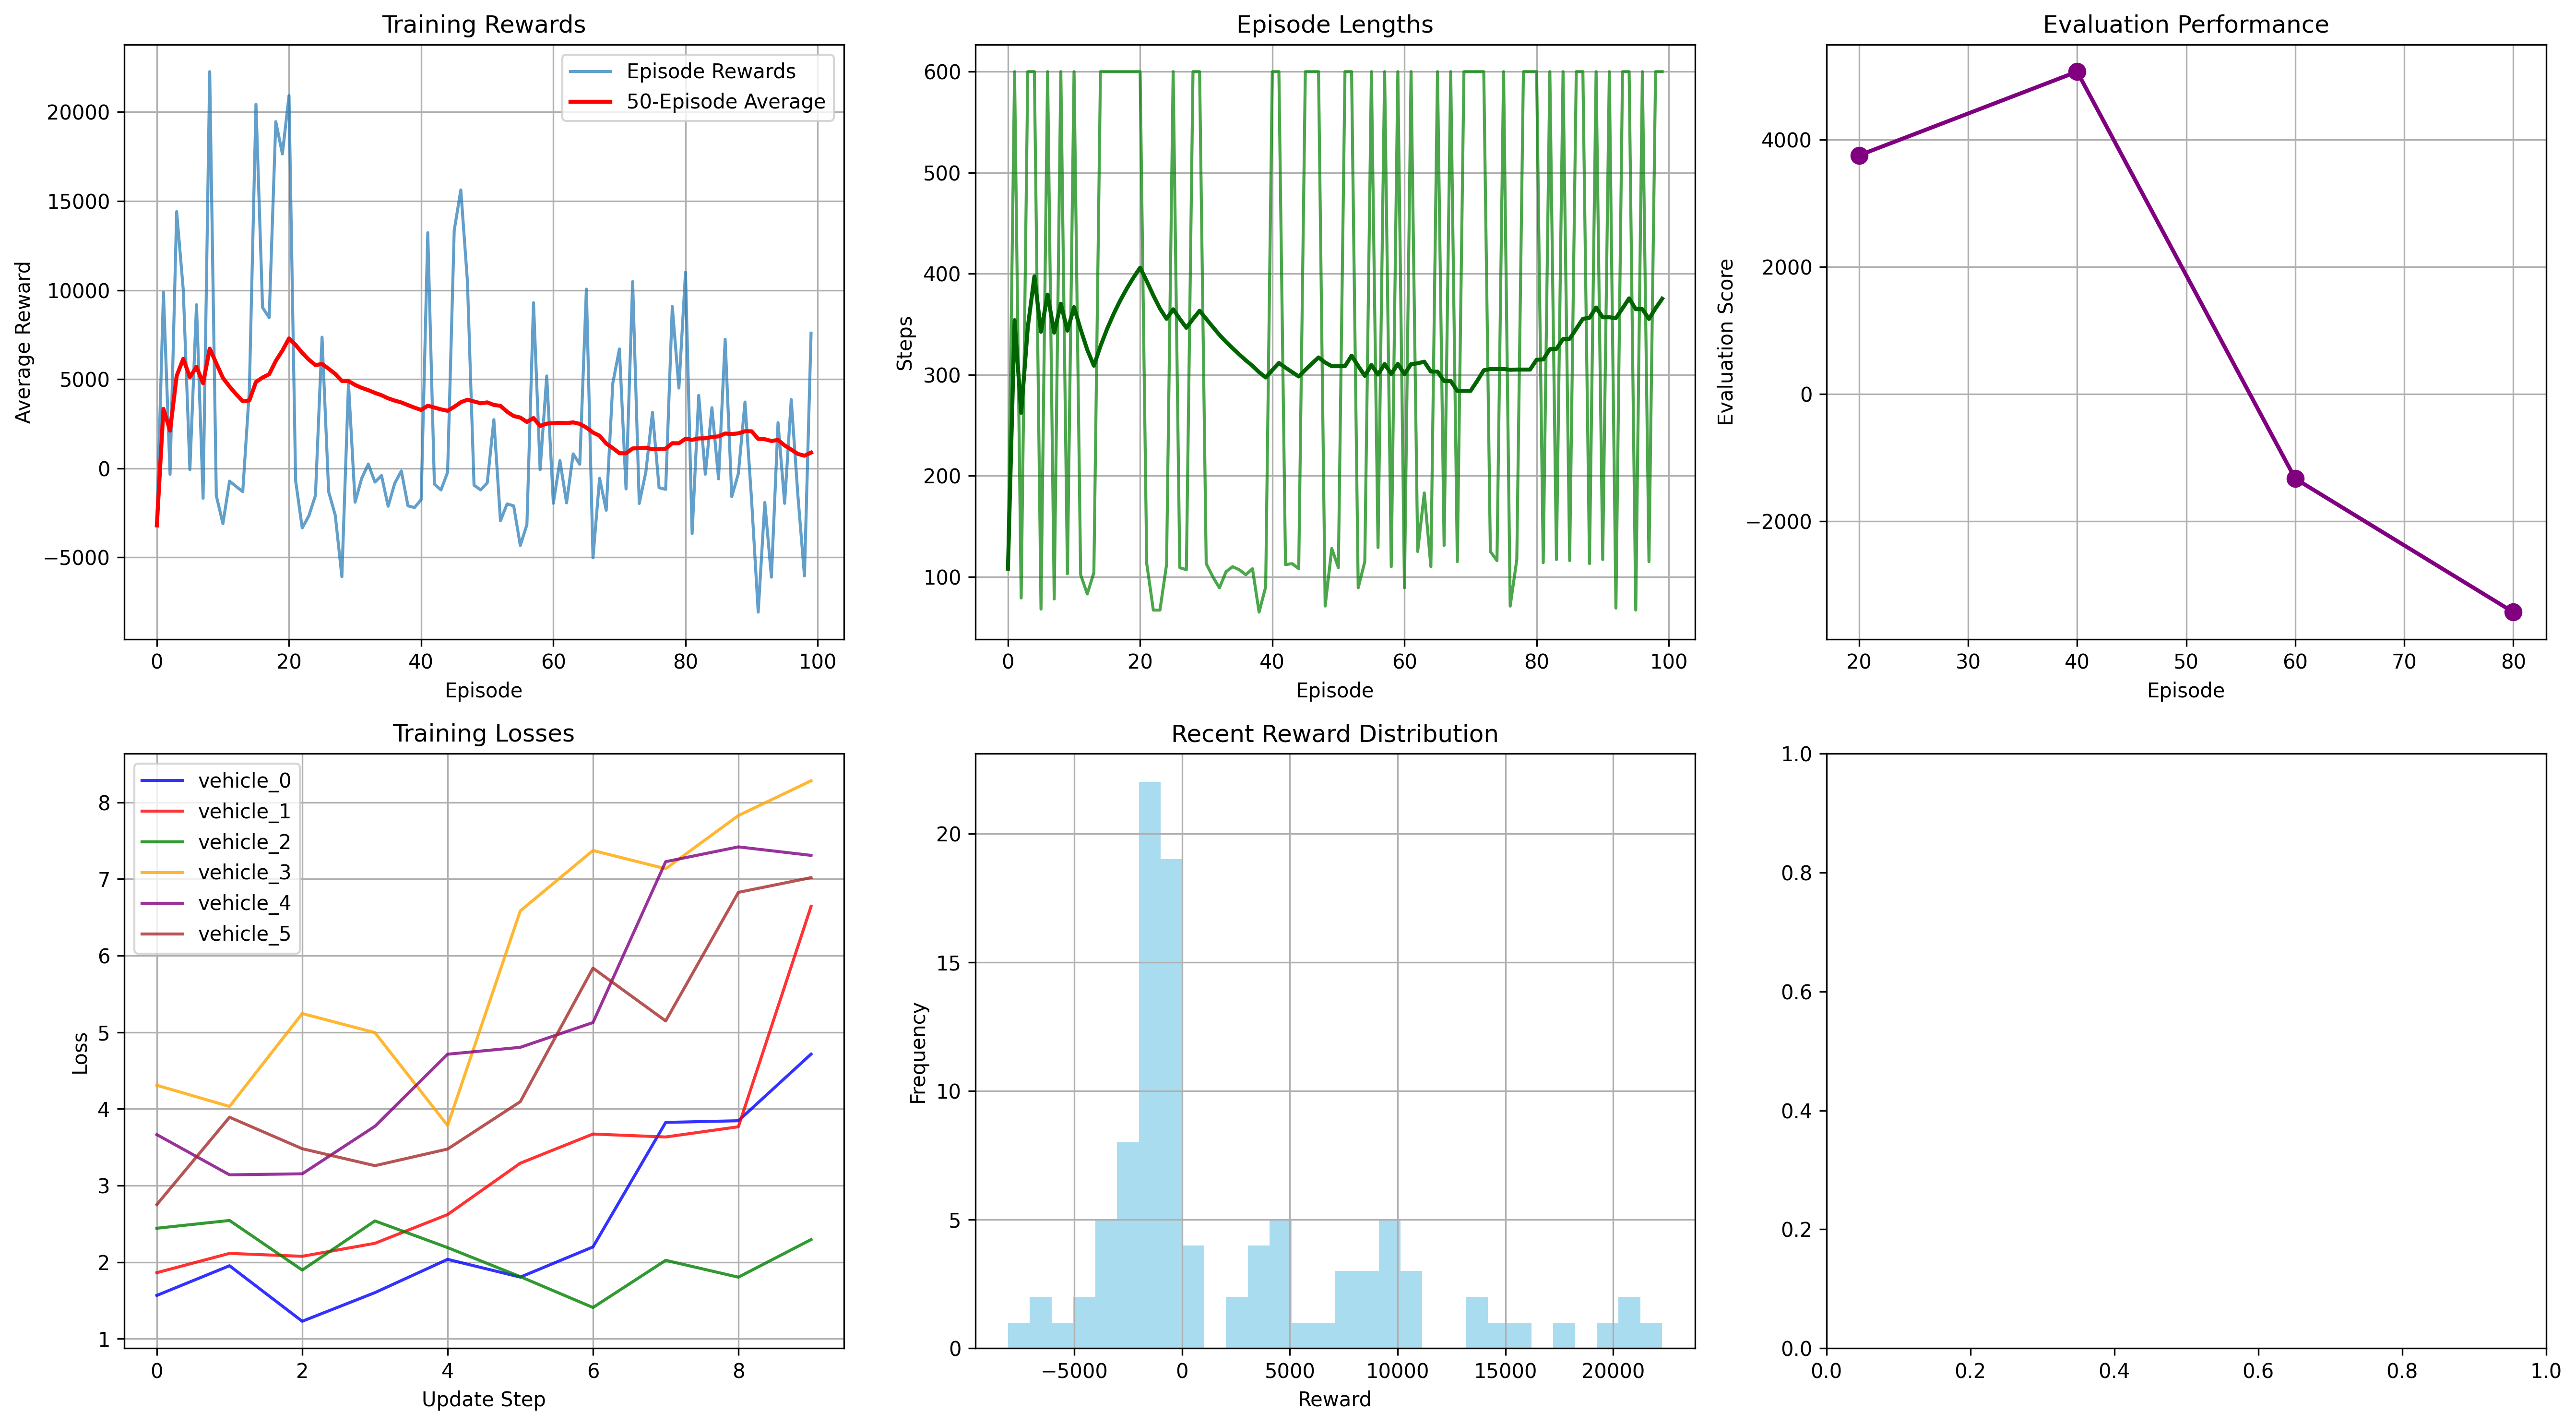 Training Rewards
Episode Rewards
50-Episode Average
20000
15000
10000
5000
0
−5000
Average Reward
0 20 40 60 80 100
Episode
Episode Lengths
600
500
400
300
200
100
Steps
0 20 40 60 80 100
Episode
Evaluation Performance
4000
2000
0
−2000
Evaluation Score
20 30 40 50 60 70 80
Episode
Training Losses
vehicle_0
vehicle_1
vehicle_2
vehicle_3
vehicle_4
vehicle_5
8
7
6
5
4
3
2
1
Loss
0 2 4 6 8
Update Step
Recent Reward Distribution
20
15
10
5
0
Frequency
−5000 0 5000 10000 15000 20000
Reward
1.0
0.8
0.6
0.4
0.2
0.0
0.0 0.2 0.4 0.6 0.8 1.0